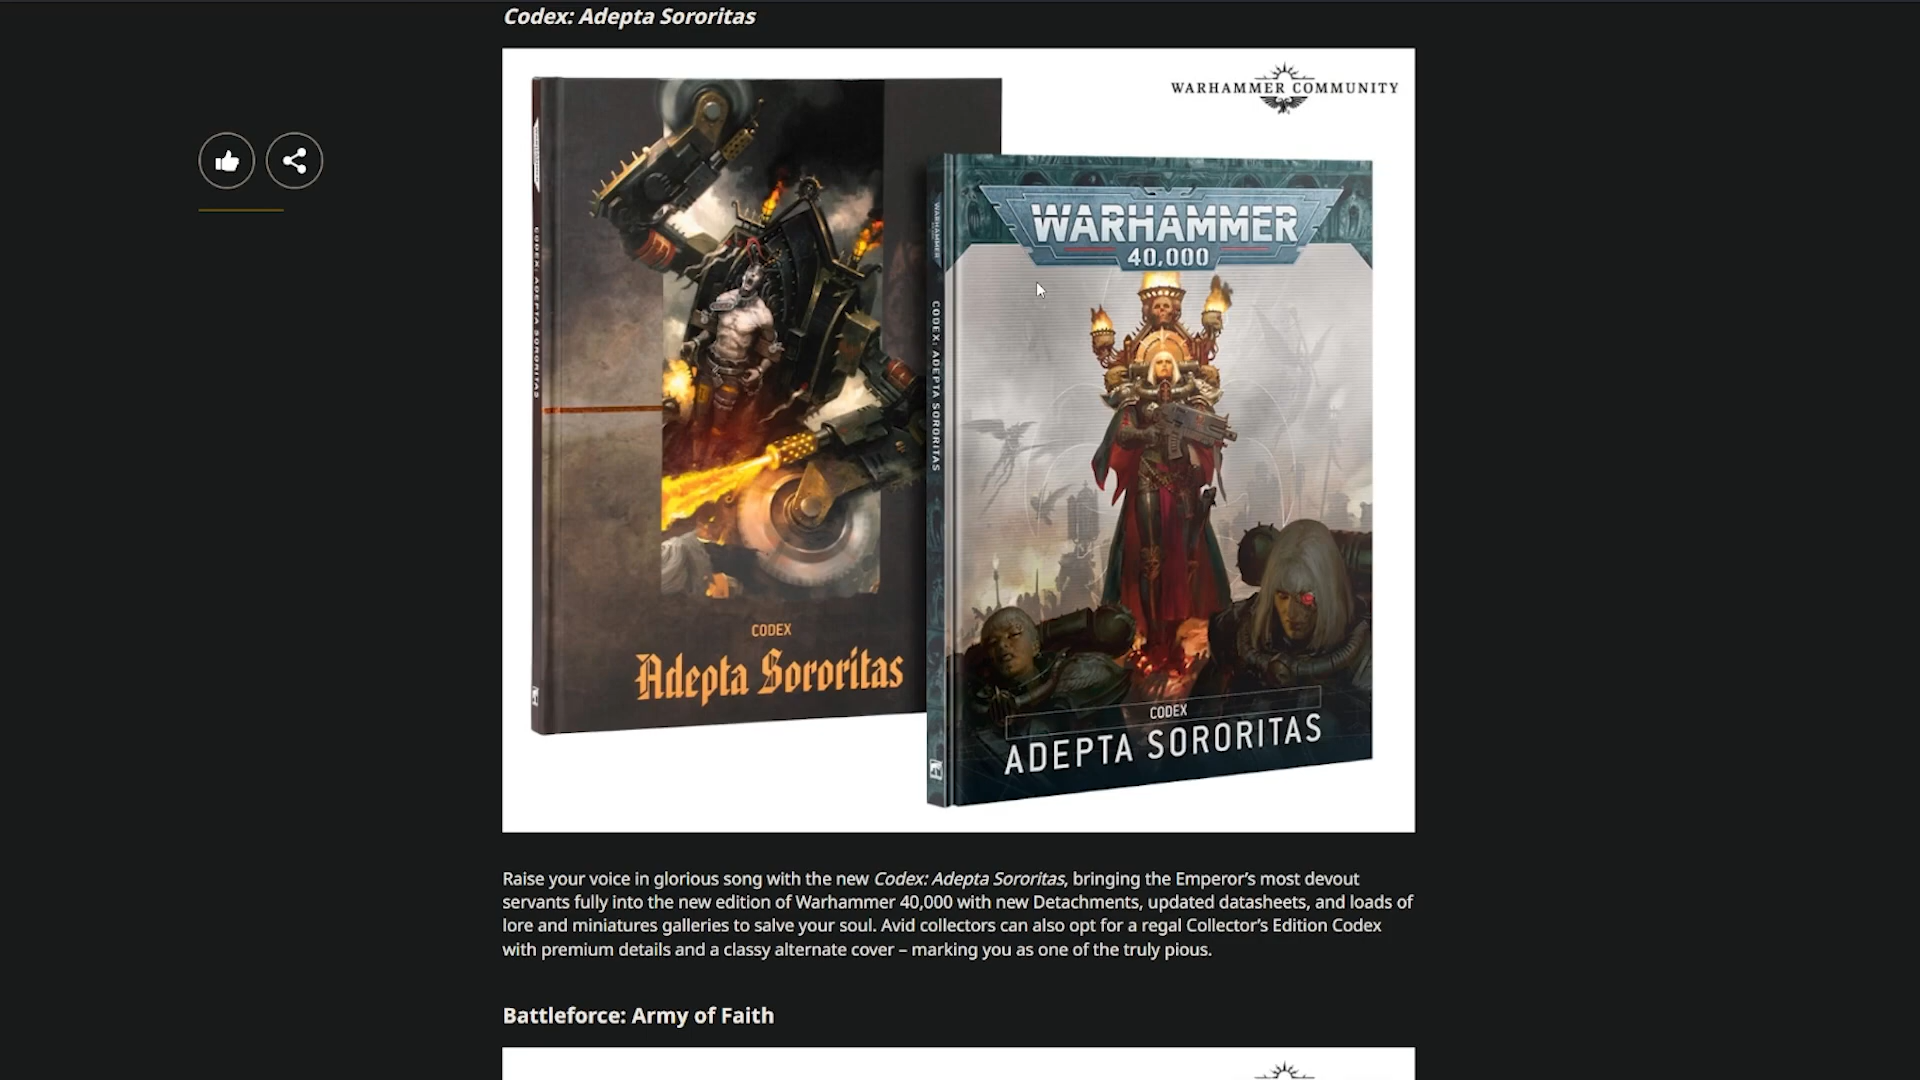 Codex: Adepta Sororitas
WARHAMMER COMMUNITY
CODEX: ADEPTA SORORITAS
CODEX
Adepta Sororitas
WARHAMMER
CODEX: ADEPTA SORORITAS
WARHAMMER
40,000
CODEX
ADEPTA SORORITAS
Raise your voice in glorious song with the new Codex: Adepta Sororitas, bringing the Emperor’s most devout
servants fully into the new edition of Warhammer 40,000 with new Detachments, updated datasheets, and loads of
lore and miniatures galleries to salve your soul. Avid collectors can also opt for a regal Collector’s Edition Codex
with premium details and a classy alternate cover – marking you as one of the truly pious.
Battleforce: Army of Faith